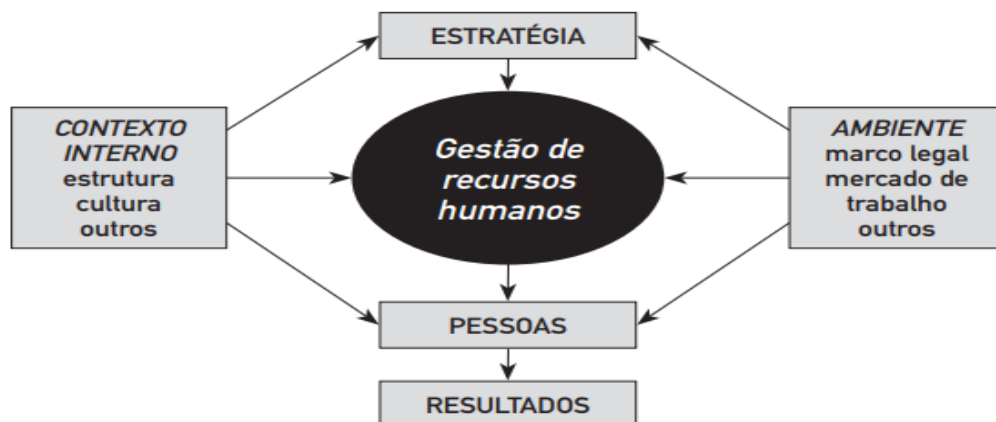 ESTRATÉGIA
CONTEXTO
INTERNO
estrutura
cultura
outros
Gestão de
recursos
humanos
AMBIENTE
marco legal
mercado de
trabalho
outros
PESSOAS
RESULTADOS